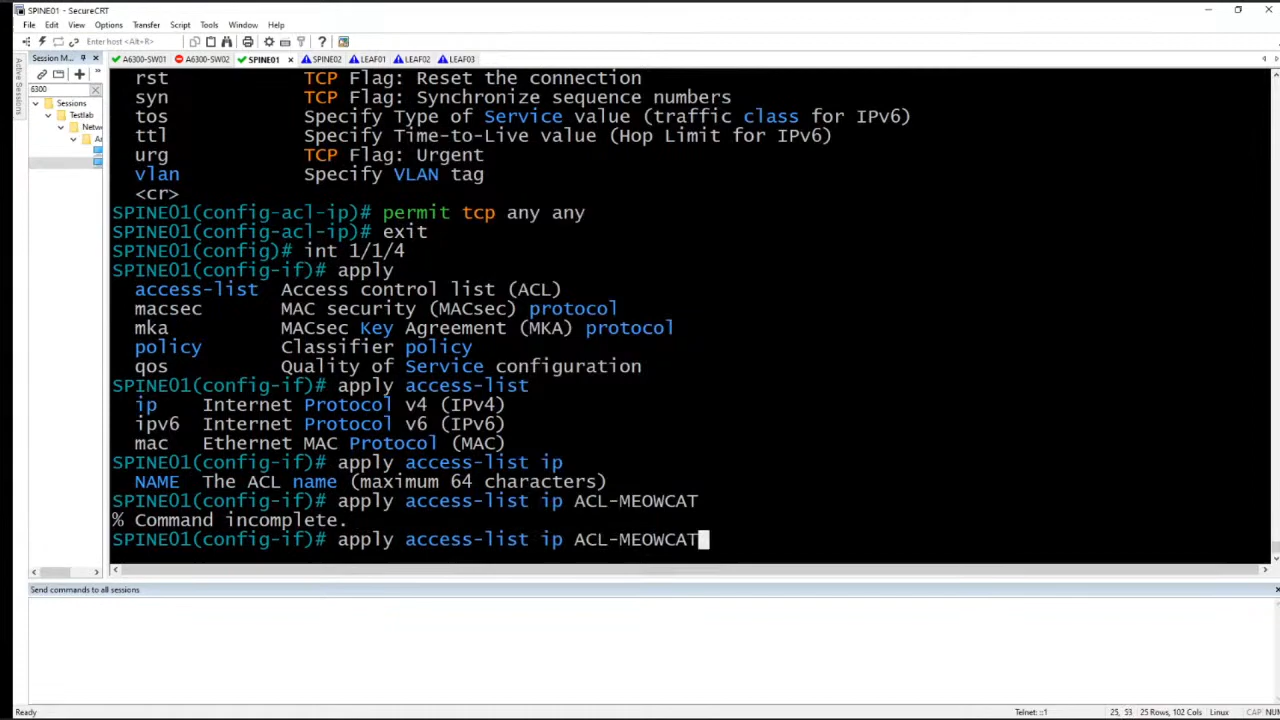 SPINE01 - SecureCRT
File Edit View Options Transfer Script Tools Window Help
Enter host <Alt+R>
Session M...
A6300-SW01 A6300-SW02 SPINE01 SPINE02 LEAF01 LEAF02 LEAF03
Active Sessions
6300
Sessions
Testlab
Netw
rst TCP Flag: Reset the connection
syn TCP Flag: Synchronize sequence numbers
tos Specify Type of Service value (traffic class for IPv6)
ttl Specify Time-to-Live value (Hop Limit for IPv6)
urg TCP Flag: Urgent
vlan Specify VLAN tag
<cr>
SPINE01(config-acl-ip)# permit tcp any any
SPINE01(config-acl-ip)# exit
SPINE01(config)# int 1/1/4
SPINE01(config-if)# apply
access-list Access control list (ACL)
macsec MAC security (MACsec) protocol
mka MACsec Key Agreement (MKA) protocol
policy Classifier policy
qos Quality of Service configuration
SPINE01(config-if)# apply access-list
ip Internet Protocol v4 (IPv4)
ipv6 Internet Protocol v6 (IPv6)
mac Ethernet MAC Protocol (MAC)
SPINE01(config-if)# apply access-list ip
NAME The ACL name (maximum 64 characters)
SPINE01(config-if)# apply access-list ip ACL-MEOWCAT
% Command incomplete.
SPINE01(config-if)# apply access-list ip ACL-MEOWCAT
Send commands to all sessions
Ready Telnet: ::1 25, 53 25 Rows, 102 Cols Linux CAP NUM